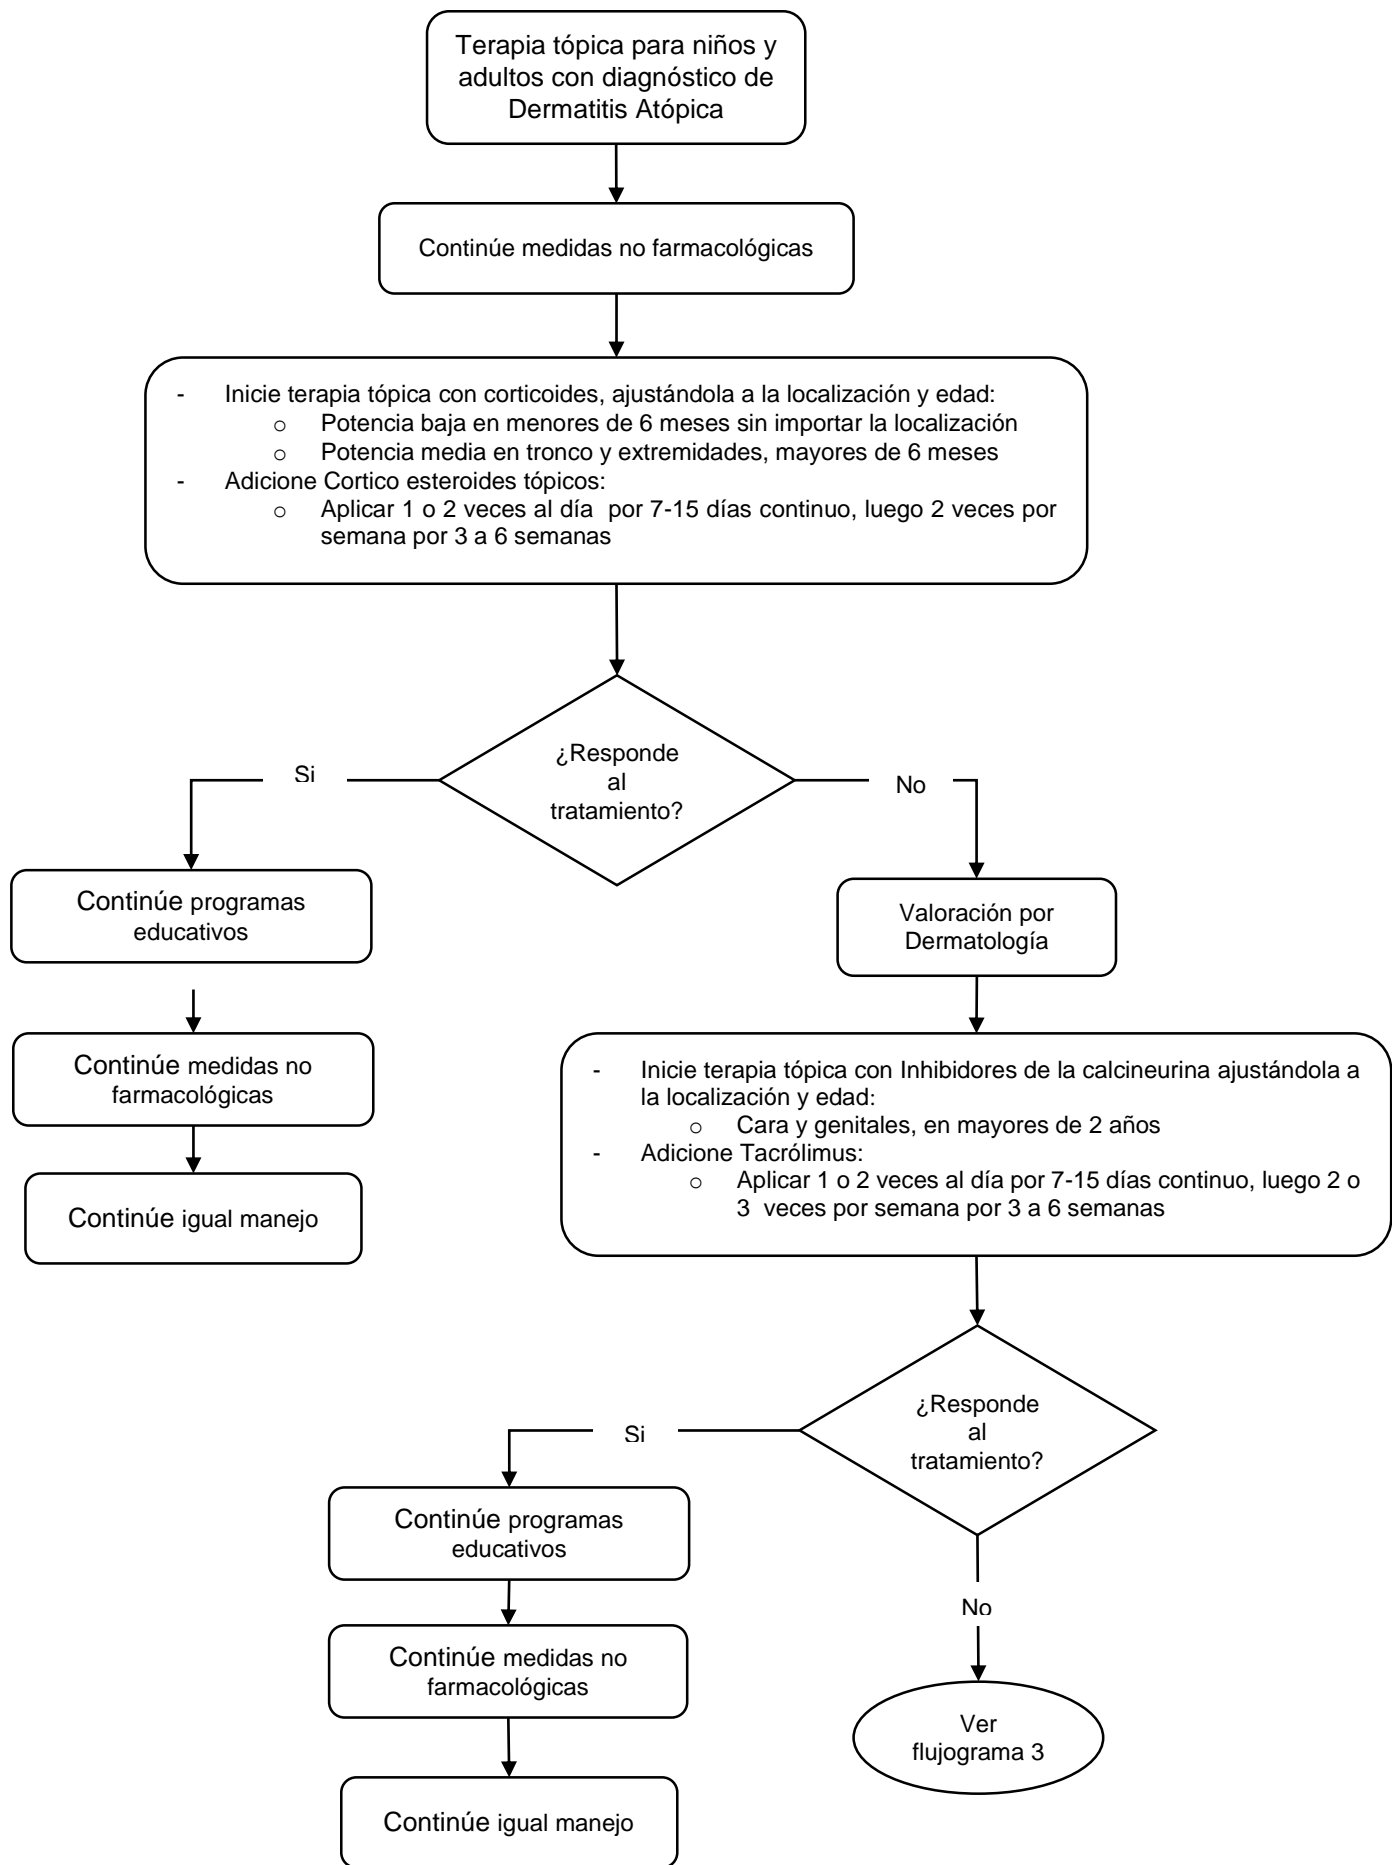 Terapia tópica para niños y
adultos con diagnóstico de
Dermatitis Atópica
Continúe medidas no farmacológicas
- Inicie terapia tópica con corticoides, ajustándola a la localización y edad:
o Potencia baja en menores de 6 meses sin importar la localización
o Potencia media en tronco y extremidades, mayores de 6 meses
- Adicione Cortico esteroides tópicos:
o Aplicar 1 o 2 veces al día por 7-15 días continuo, luego 2 veces por
semana por 3 a 6 semanas
¿Responde
al
tratamiento?
Si
No
Continúe programas
educativos
Valoración por
Dermatología
Continúe medidas no
farmacológicas
Continúe igual manejo
- Inicie terapia tópica con Inhibidores de la calcineurina ajustándola a
la localización y edad:
o Cara y genitales, en mayores de 2 años
- Adicione Tacrólimus:
o Aplicar 1 o 2 veces al día por 7-15 días continuo, luego 2 o
3 veces por semana por 3 a 6 semanas
¿Responde
al
tratamiento?
Si
Continúe programas
educativos
No
Continúe medidas no
farmacológicas
Ver
flujograma 3
Continúe igual manejo